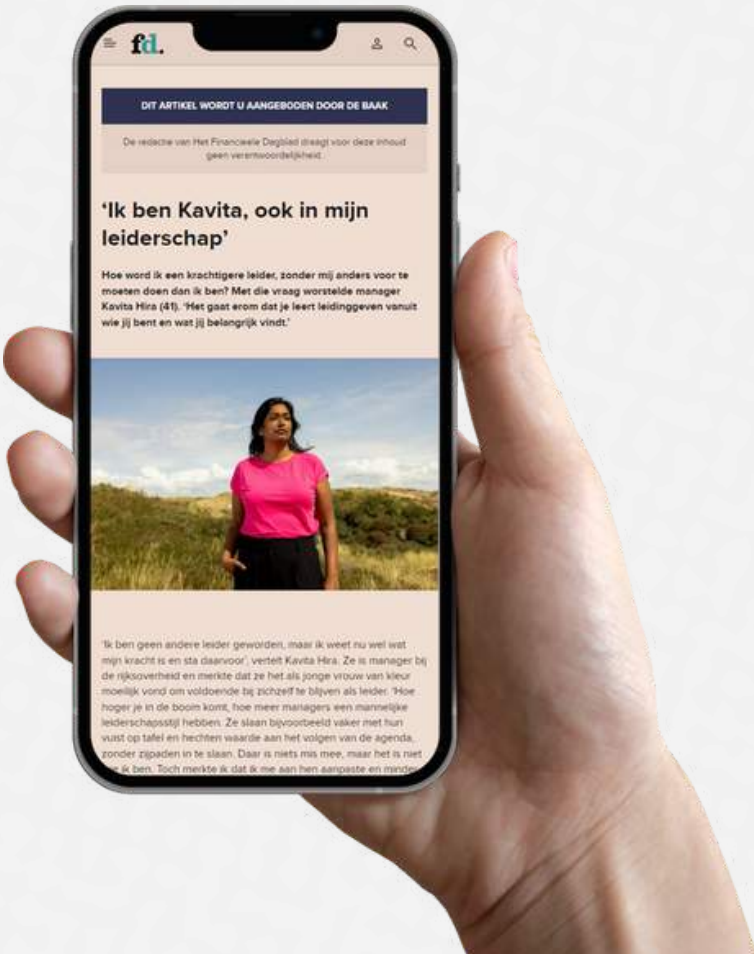 fd.
DIT ARTIKEL WORDT U AANGEBODEN DOOR DE BAAK
De redactie van Het Financieele Dagblad draagt voor deze inhoud
geen verantwoordelijkheid.
‘Ik ben Kavita, ook in mijn
leiderschap’
Hoe word ik een krachtigere leider, zonder mij anders voor te
moeten doen dan ik ben? Met die vraag worstelde manager
Kavita Hira (41). ‘Het gaat erom dat je leert leidinggeven vanuit
wie jij bent en wat jij belangrijk vindt.’
‘Ik ben geen andere leider geworden, maar ik weet nu wel wat
mijn kracht is en sta daarvoor’, vertelt Kavita Hira. Ze is manager bij
de rijksoverheid en merkte dat ze het als jonge vrouw van kleur
moeilijk vond om voldoende bij zichzelf te blijven als leider. ‘Hoe
hoger je in de boom komt, hoe meer managers een mannelijke
leiderschapsstijl hebben. Ze slaan bijvoorbeeld vaker met hun
vuist op tafel en hechten waarde aan het volgen van de agenda,
zonder zijpaden in te slaan. Daar is niets mis mee, maar het is niet
ik ben. Toch merkte ik dat ik me aan hen aanpaste en minder